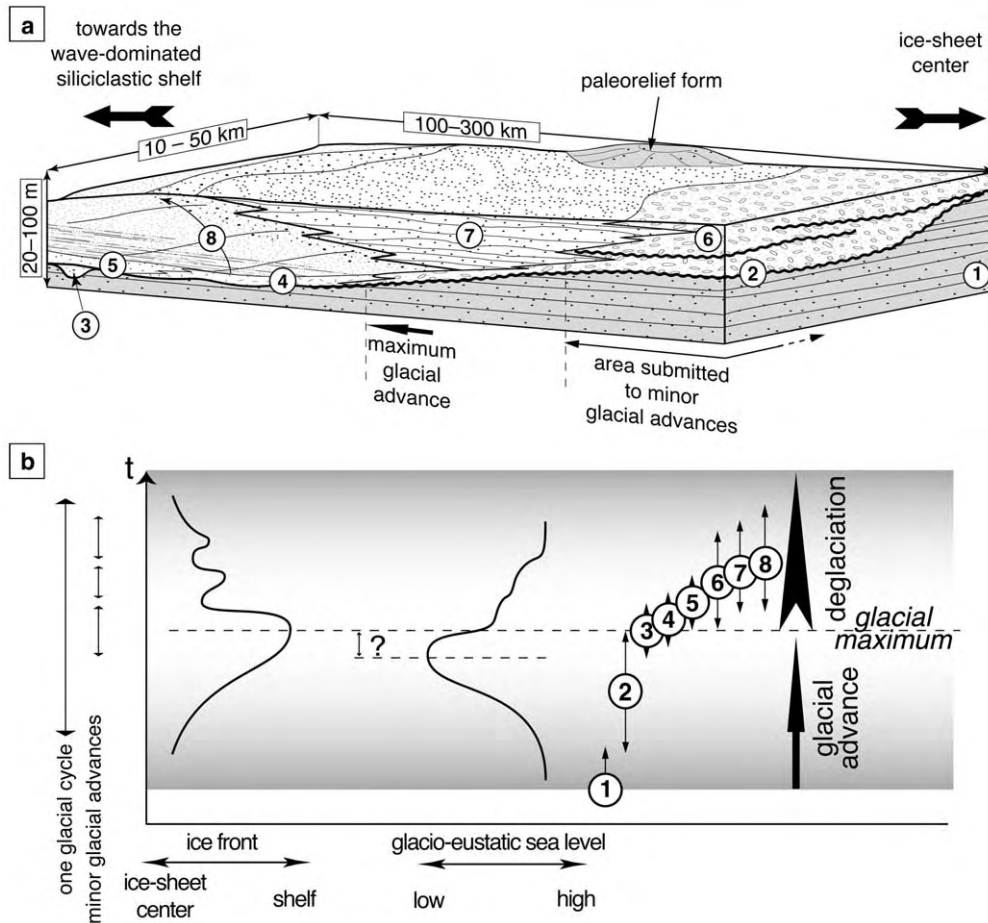 a
towards the
wave-dominated
siliciclastic shelf
ice-sheet
center
paleorelief form
10 – 50 km
100–300 km
20–100 m
8
7
6
5
4
3
2
1
maximum
glacial
advance
area submitted
to minor
glacial advances
b
t
one glacial cycle
minor glacial advances
?
1
2
3
4
5
6
7
8
deglaciation
glacial
maximum
glacial
advance
ice front
glacio-eustatic sea level
ice-sheet
center
shelf
low
high